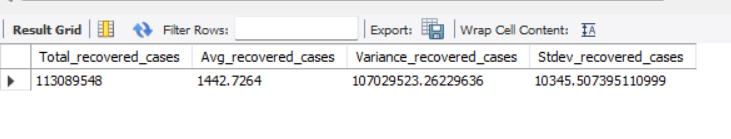 Result Grid Filter Rows: Export: Wrap Cell Content: IA
Total_recovered_cases Avg_recovered_cases Variance_recovered_cases Stdev_recovered_cases
113089548 1442.7264 107029523.26229636 10345.507395110999